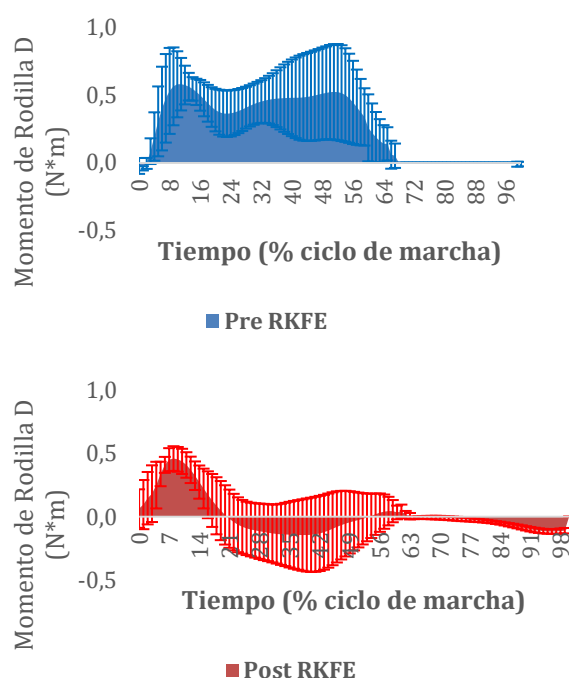 Momento de Rodilla D
(N*m)
1,0
0,5
0,0
-0,5
0 8 16 24 32 40 48 56 64 72 80 88 96
Tiempo (% ciclo de marcha)
Pre RKFE
Momento de Rodilla D
(N*m)
1,0
0,5
0,0
-0,5
0 7 14 21 28 35 42 49 56 63 70 77 84 91 98
Tiempo (% ciclo de marcha)
Post RKFE